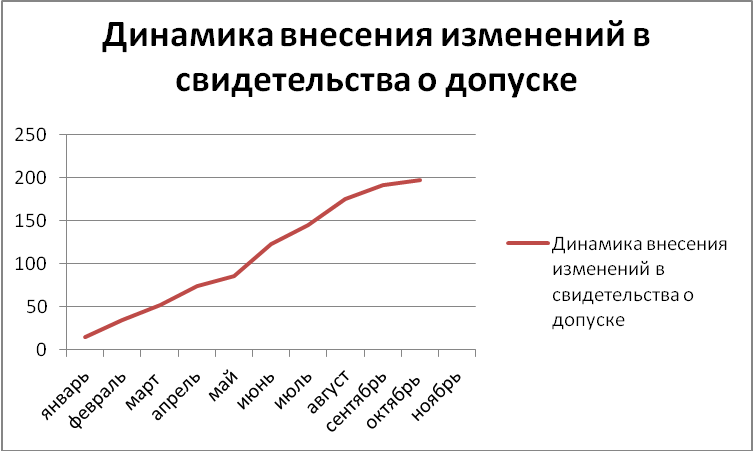 Динамика внесения изменений в
свидетельства о допуске
250
200
150
100
50
0
январь
февраль
март
апрель
май
июнь
июль
август
сентябрь
октябрь
ноябрь
Динамика внесения
изменений в
свидетельства о
допуске